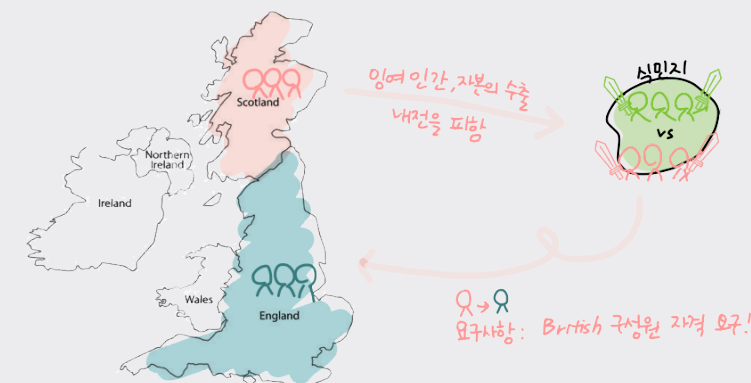 Scotland
Northern
Ireland
Ireland
Wales
England
잉여 인간, 자본의 수출
내전을 피함
식민지
vs
요구사항 : British 구성원 자격 요구!